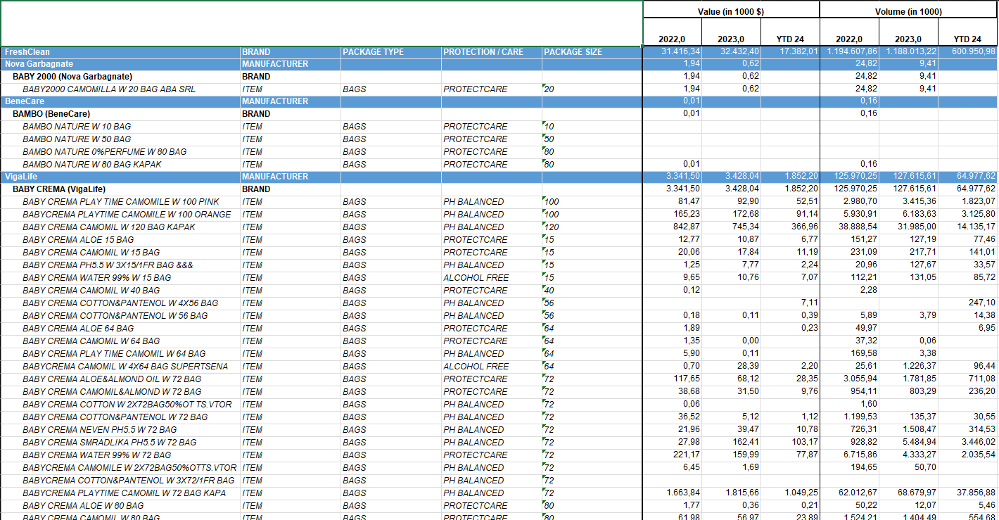 Value (in 1000 $) Volume (in 1000)
2022,0 2023,0 YTD 24 2022,0 2023,0 YTD 24
FreshClean BRAND PACKAGE TYPE PROTECTION / CARE PACKAGE SIZE 31.416,34 32.432,40 17.382,01 1.194.607,86 1.188.013,22 600.950,98
Nova Garbagnate MANUFACTURER 1,94 0,62 24,82 9,41
BABY 2000 (Nova Garbagnate) BRAND 1,94 0,62 24,82 9,41
BABY2000 CAMOMILLA W 20 BAG ABA SRL ITEM BAGS PROTECTCARE 20 1,94 0,62 24,82 9,41
BeneCare MANUFACTURER 0,01 0,16
BAMBO (BeneCare) BRAND 0,01 0,16
BAMBO NATURE W 10 BAG ITEM BAGS PROTECTCARE 10
BAMBO NATURE W 50 BAG ITEM BAGS PROTECTCARE 50
BAMBO NATURE 0%PERFUME W 80 BAG ITEM BAGS PROTECTCARE 80
BAMBO NATURE W 80 BAG KAPAK ITEM BAGS PROTECTCARE 80 0,01 0,16
VigaLife MANUFACTURER 3.341,50 3.428,04 1.852,20 125.970,25 127.615,61 64.977,62
BABY CREMA (VigaLife) BRAND 3.341,50 3.428,04 1.852,20 125.970,25 127.615,61 64.977,62
BABY CREMA PLAY TIME CAMOMILE W 100 PINK ITEM BAGS PH BALANCED 100 81,47 92,90 52,51 2.980,70 3.415,36 1.823,07
BABYCREMA PLAYTIME CAMOMILE W 100 ORANGE ITEM BAGS PH BALANCED 100 165,23 172,68 91,14 5.930,91 6.183,63 3.125,80
BABY CREMA CAMOMIL W 120 BAG KAPAK ITEM BAGS PH BALANCED 120 842,87 745,34 366,96 38.888,54 31.985,00 14.135,17
BABY CREMA ALOE 15 BAG ITEM BAGS PROTECTCARE 15 12,77 10,87 6,77 151,27 127,19 77,46
BABY CREMA CAMOMIL W 15 BAG ITEM BAGS PROTECTCARE 15 20,06 17,84 11,19 231,09 217,71 141,01
BABY CREMA PH5.5 W 3X15/1FR BAG &&& ITEM BAGS PH BALANCED 15 1,25 7,77 2,24 20,96 127,67 33,57
BABY CREMA WATER 99% W 15 BAG ITEM BAGS ALCOHOL FREE 15 9,65 10,76 7,07 112,21 131,05 85,72
BABY CREMA CAMOMIL W 40 BAG ITEM BAGS PROTECTCARE 40 0,12 2,28
BABY CREMA COTTON&PANTENOL W 4X56 BAG ITEM BAGS PH BALANCED 56 7,11 247,10
BABY CREMA COTTON&PANTENOL W 56 BAG ITEM BAGS PH BALANCED 56 0,18 0,11 0,39 5,89 3,79 14,38
BABY CREMA ALOE 64 BAG ITEM BAGS PROTECTCARE 64 1,89 0,23 49,97 6,95
BABY CREMA CAMOMIL W 64 BAG ITEM BAGS PROTECTCARE 64 1,35 0,00 37,32 0,06
BABY CREMA PLAY TIME CAMOMIL W 64 BAG ITEM BAGS PH BALANCED 64 5,90 0,11 169,58 3,38
BABYCREMA CAMOMIL W 4X64 BAG SUPERTSENA ITEM BAGS ALCOHOL FREE 64 0,70 28,39 2,20 25,61 1.226,37 96,44
BABY CREMA ALOE&ALMOND OIL W 72 BAG ITEM BAGS PROTECTCARE 72 117,65 68,12 28,35 3.055,94 1.781,85 711,08
BABY CREMA CAMOMIL&ALMOND W 72 BAG ITEM BAGS PROTECTCARE 72 38,68 31,50 9,76 954,11 803,29 236,20
BABY CREMA COTTON W 2X72BAG50%OT TS.VTOR ITEM BAGS PH BALANCED 72 0,06 1,60
BABY CREMA COTTON&PANTENOL W 72 BAG ITEM BAGS PH BALANCED 72 36,52 5,12 1,12 1.199,53 135,37 30,55
BABY CREMA NEVEN PH5.5 W 72 BAG ITEM BAGS PH BALANCED 72 21,96 39,47 10,78 726,31 1.508,47 314,53
BABY CREMA SMRADLIKA PH5.5 W 72 BAG ITEM BAGS PH BALANCED 72 27,98 162,41 103,17 928,82 5.484,94 3.446,02
BABY CREMA WATER 99% W 72 BAG ITEM BAGS PROTECTCARE 72 221,17 159,99 77,87 6.715,86 4.333,27 2.035,54
BABYCREMA CAMOMILE W 2X72BAG50%OTTS.VTOR ITEM BAGS PH BALANCED 72 6,45 1,69 194,65 50,70
BABYCREMA COTTON&PANTENOL W 3X72/1FR BAG ITEM BAGS PH BALANCED 72
BABYCREMA PLAYTIME CAMOMIL W 72 BAG KAPA ITEM BAGS PH BALANCED 72 1.663,84 1.815,66 1.049,25 62.012,67 68.679,97 37.856,88
BABY CREMA ALOE W 80 BAG ITEM BAGS PROTECTCARE 80 1,77 0,36 0,21 50,22 12,07 5,46
BABY CREMA CAMOMIL W 80 BAG ITEM BAGS PROTECTCARE 80 61,98 56,97 23,89 1.524,21 1.404,49 554,68